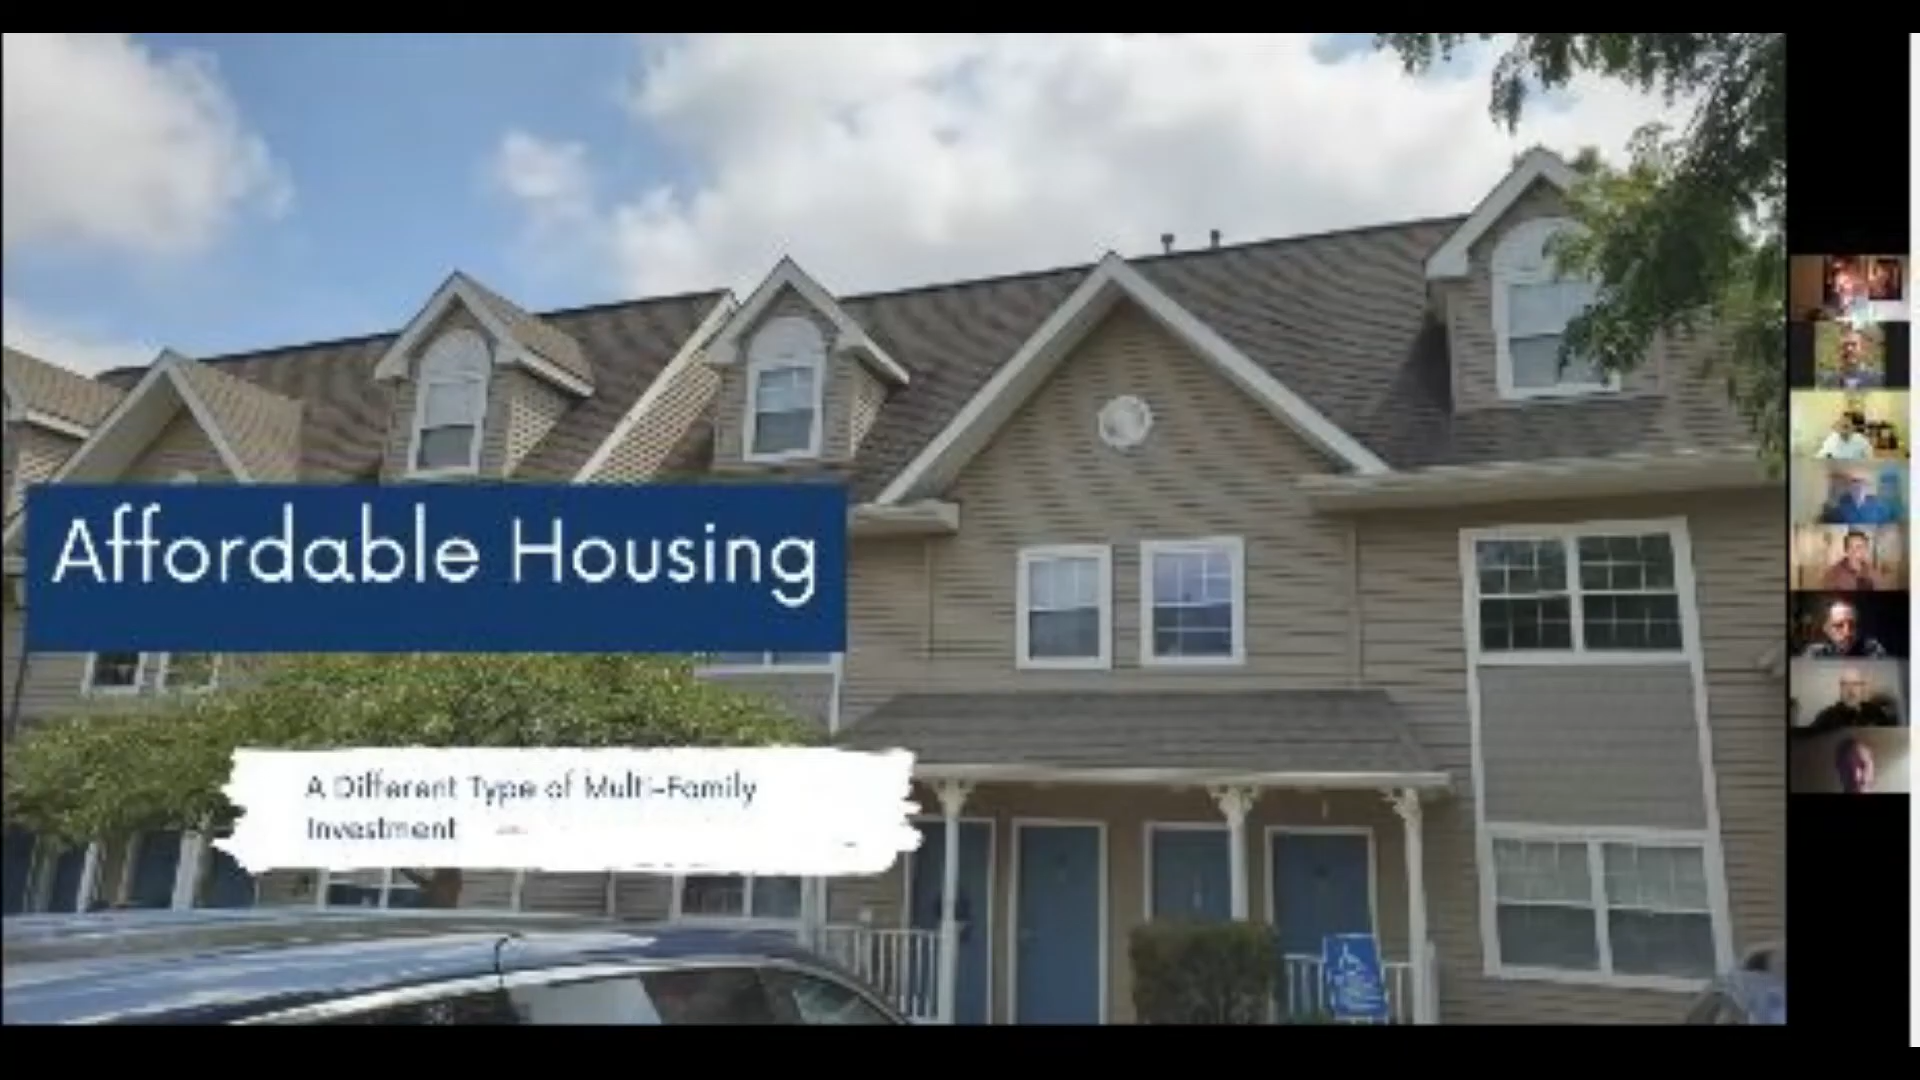 Affordable Housing
A Different Type of Multi-Family
Investment